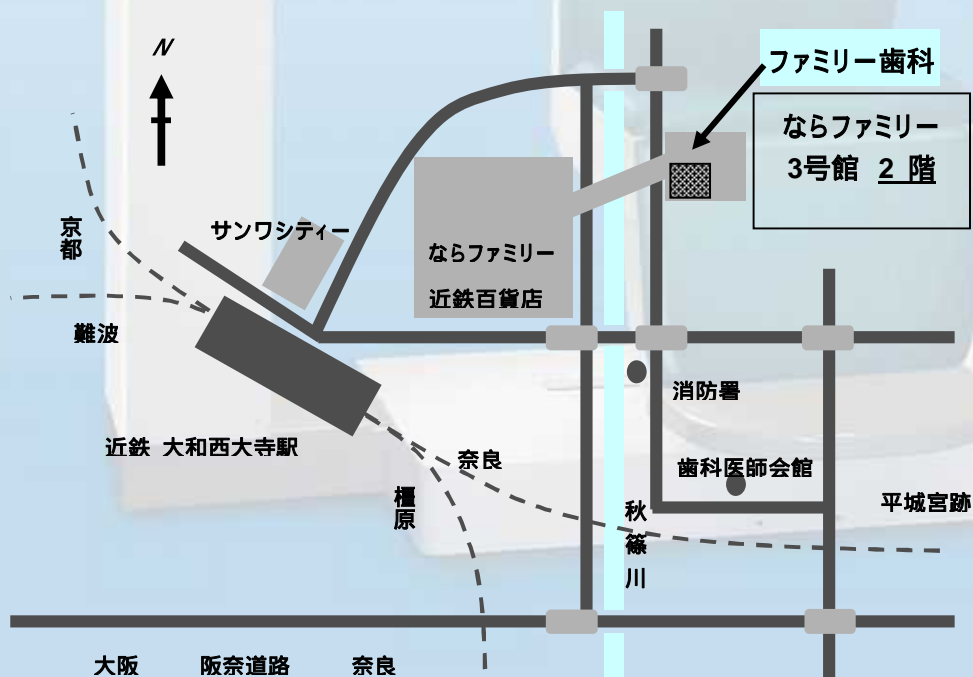 N
ファミリー歯科
ならファミリー
3号館 2 階
京都
サンワシティー
ならファミリー
近鉄百貨店
難波
消防署
近鉄 大和西大寺駅
奈良
歯科医師会館
橿原
平城宮跡
秋篠川
大阪 阪奈道路 奈良